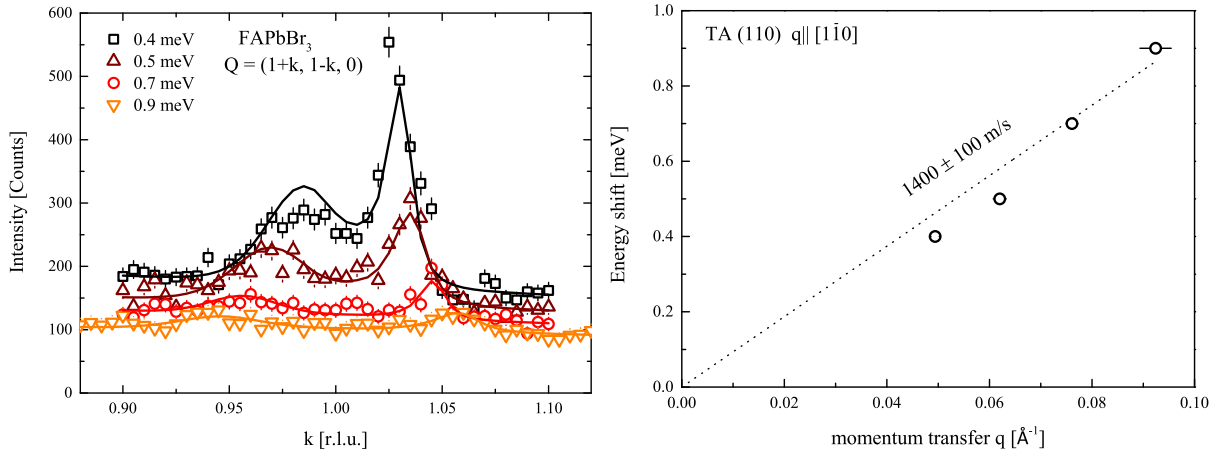 600
500
400
300
200
100
0
Intensity [Counts]
0.4 meV
0.5 meV
0.7 meV
0.9 meV
FAPbBr₃
Q = (1+k, 1-k, 0)
0.90
0.95
1.00
1.05
1.10
k [r.l.u.]
1.0
0.8
0.6
0.4
0.2
0.0
Energy shift [meV]
TA (110) q|| [11̄0]
1400 ± 100 m/s
0.00
0.02
0.04
0.06
0.08
0.10
momentum transfer q [Å⁻¹]